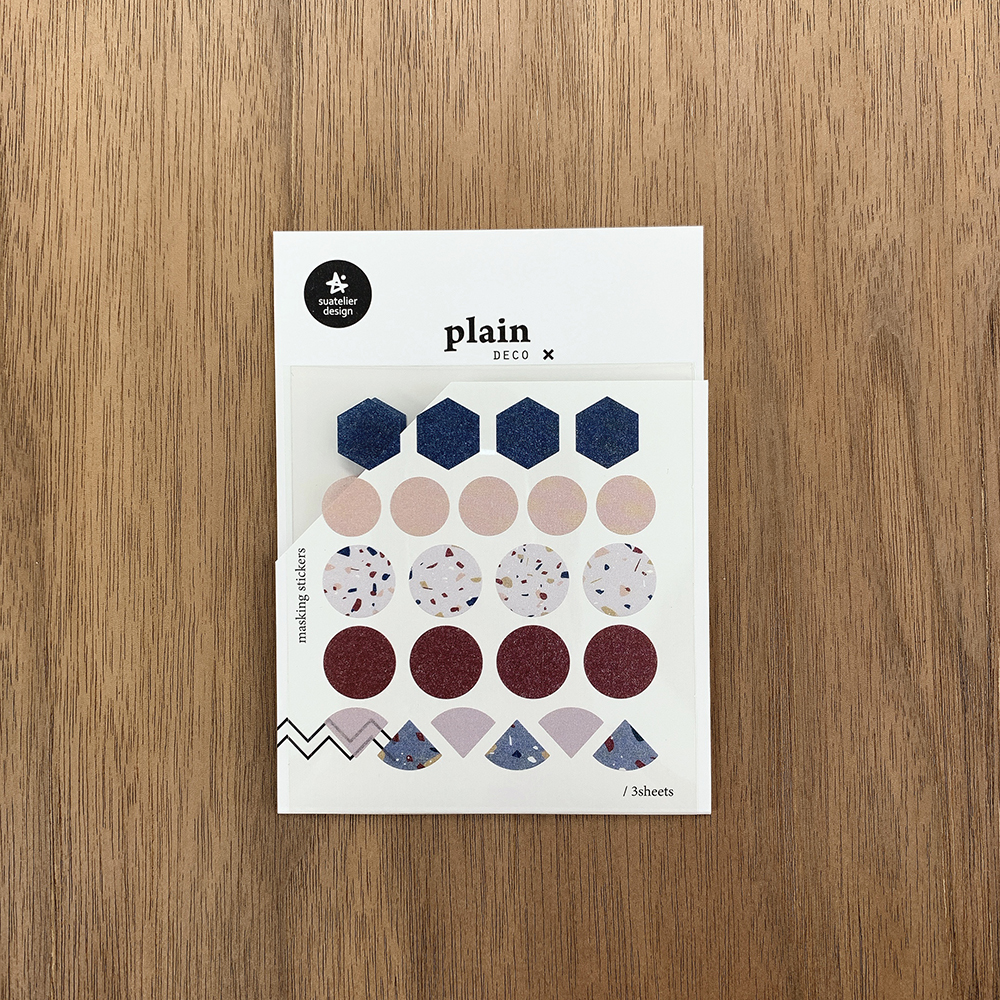 suatelier
design
plain
DECO ×
masking stickers
/ 3sheets